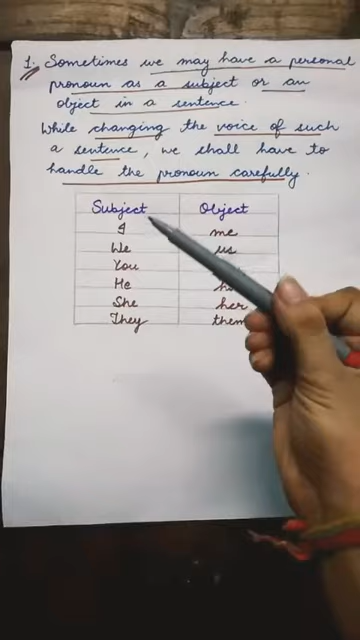 1. Sometimes we may have a personal
pronoun as a subject or an
object in a sentence.
While changing the voice of such
a sentence, we shall have to
handle the pronoun carefully.
Subject Object
I me
We us
You
He
She her
They them